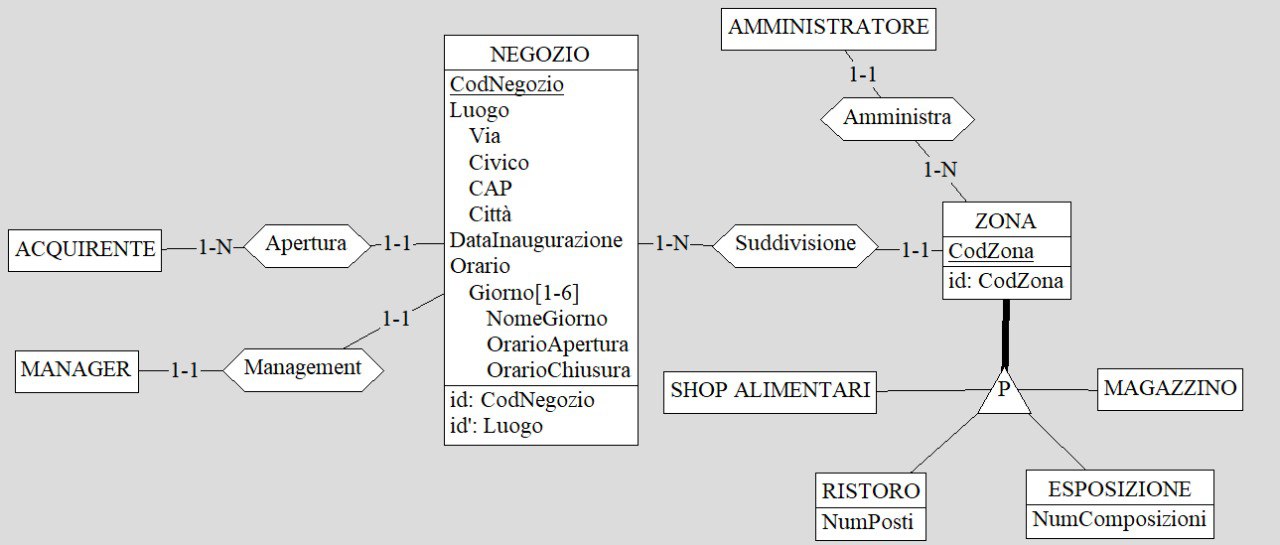 AMMINISTRATORE
1-1
Amministra
1-N
NEGOZIO
CodNegozio
Luogo
Via
Civico
CAP
Città
DataInaugurazione
Orario
Giorno[1-6]
NomeGiorno
OrarioApertura
OrarioChiusura
id: CodNegozio
id': Luogo
ACQUIRENTE
1-N
Apertura
1-1
MANAGER
1-1
Management
1-1
1-N
Suddivisione
1-1
ZONA
CodZona
id: CodZona
P
SHOP ALIMENTARI
MAGAZZINO
RISTORO
NumPosti
ESPOSIZIONE
NumComposizioni